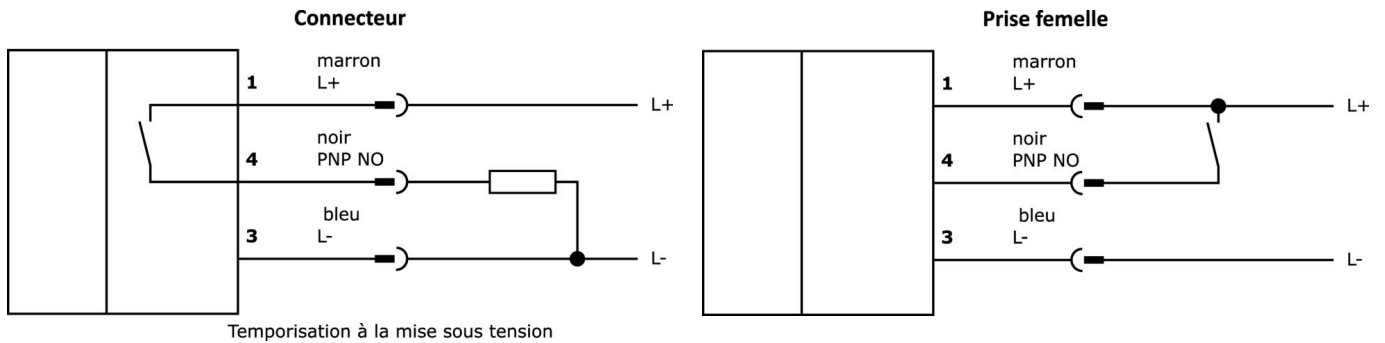 Connecteur
marron
1 L+
L+
noir
4 PNP NO
bleu
3 L-
L-
Temporisation à la mise sous tension
Prise femelle
marron
1 L+
L+
noir
4 PNP NO
bleu
3 L-
L-